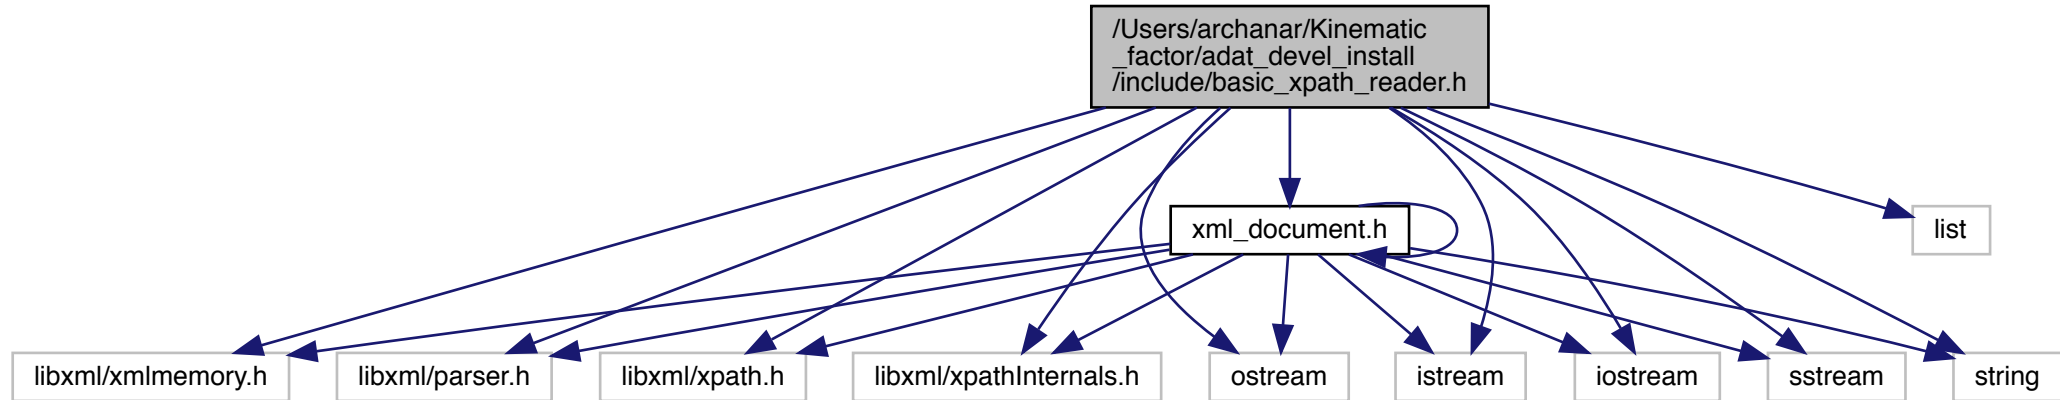 /Users/archanar/Kinematic
_factor/adat_devel_install
/include/basic_xpath_reader.h
xml_document.h
list
libxml/xmlmemory.h
libxml/parser.h
libxml/xpath.h
libxml/xpathInternals.h
ostream
istream
iostream
sstream
string